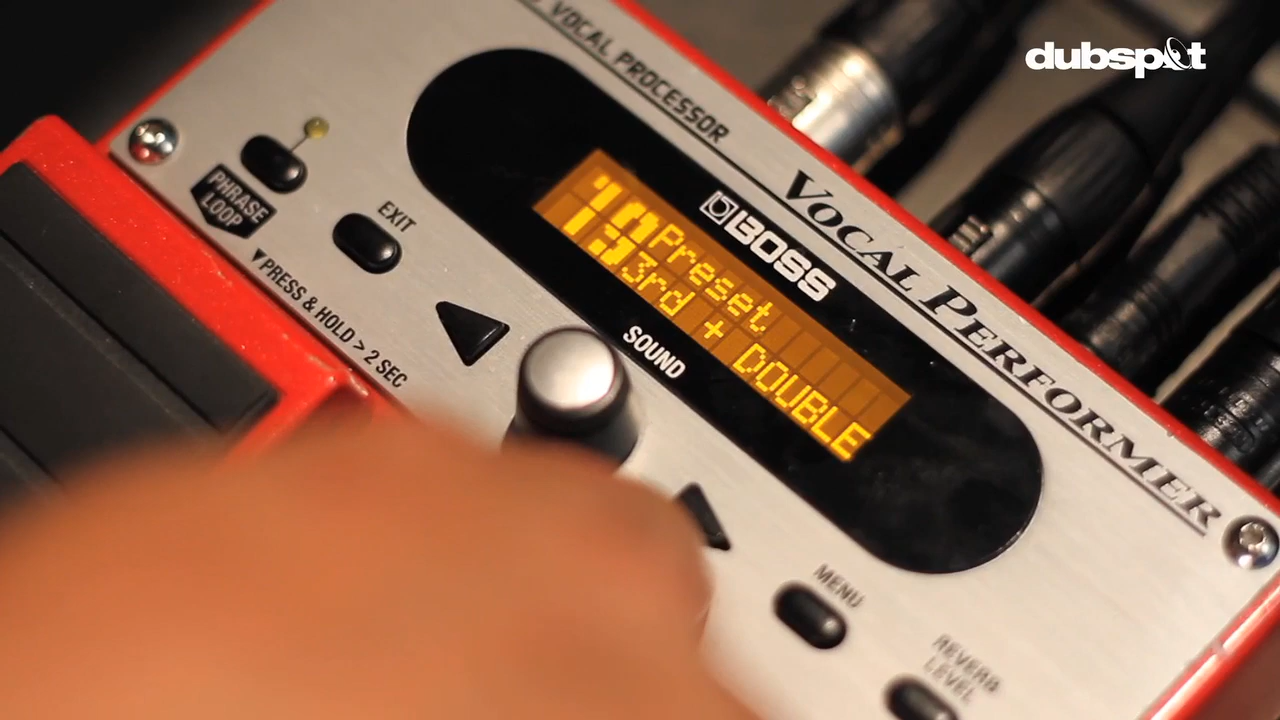 dubspot
VOCAL PROCESSOR
VOCAL PERFORMER
BOSS
Preset
3rd + DOUBLE
SOUND
PHRASE
LOOP
EXIT
▼PRESS & HOLD > 2 SEC
MENU
REVERB
LEVEL